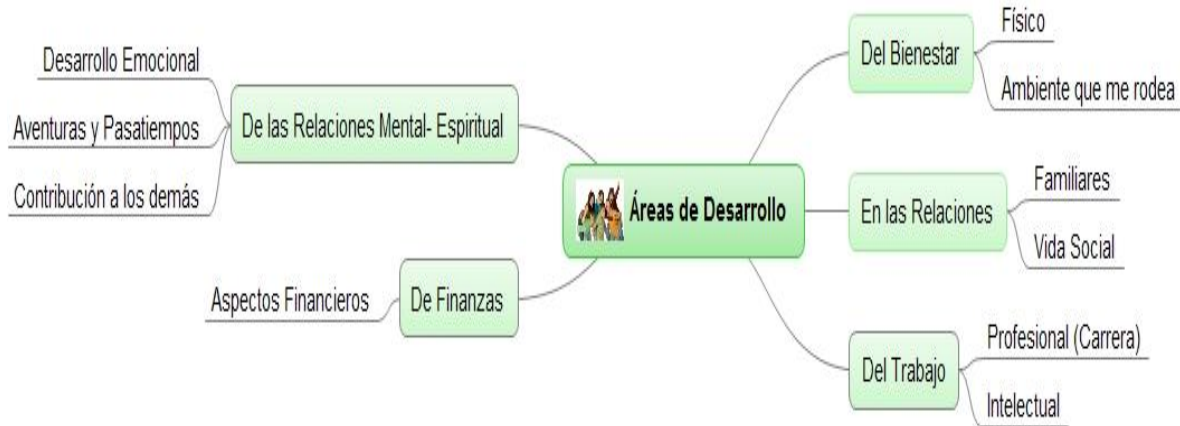 Áreas de Desarrollo
Del Bienestar
Físico
Ambiente que me rodea
En las Relaciones
Familiares
Vida Social
Del Trabajo
Profesional (Carrera)
Intelectual
De las Relaciones Mental- Espiritual
Desarrollo Emocional
Aventuras y Pasatiempos
Contribución a los demás
De Finanzas
Aspectos Financieros